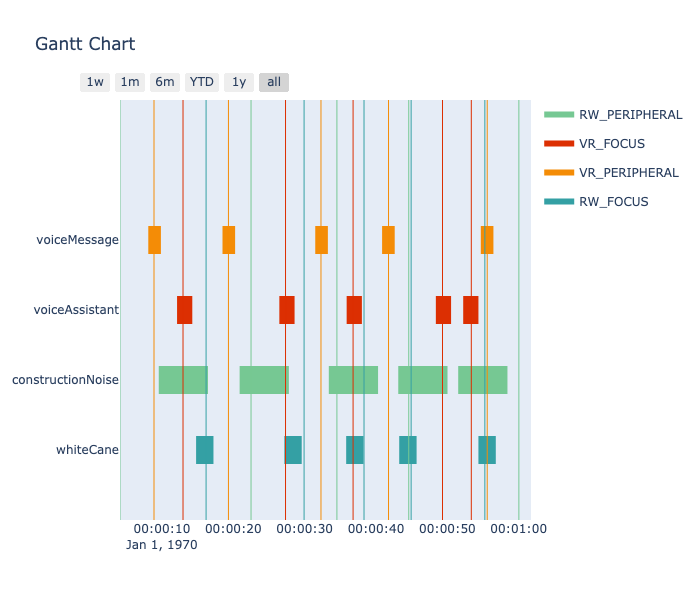 Gantt Chart
1w 1m 6m YTD 1y all
RW_PERIPHERAL
VR_FOCUS
VR_PERIPHERAL
RW_FOCUS
voiceMessage
voiceAssistant
constructionNoise
whiteCane
00:00:10 00:00:20 00:00:30 00:00:40 00:00:50 00:01:00
Jan 1, 1970